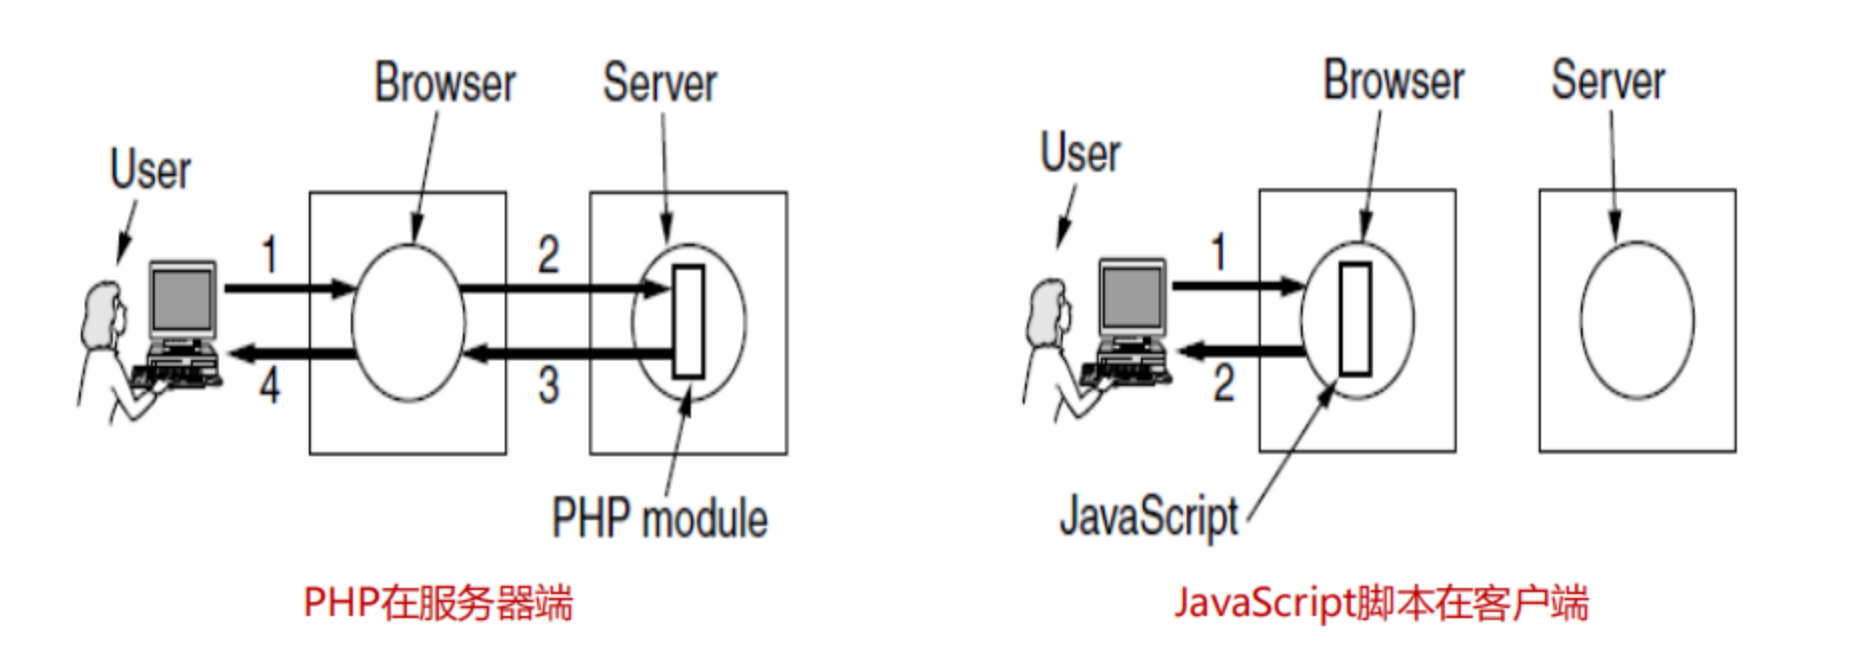 Browser
Server
User
1
2
4
3
PHP module
PHP在服务器端
Browser
Server
User
1
2
JavaScript
JavaScript脚本在客户端